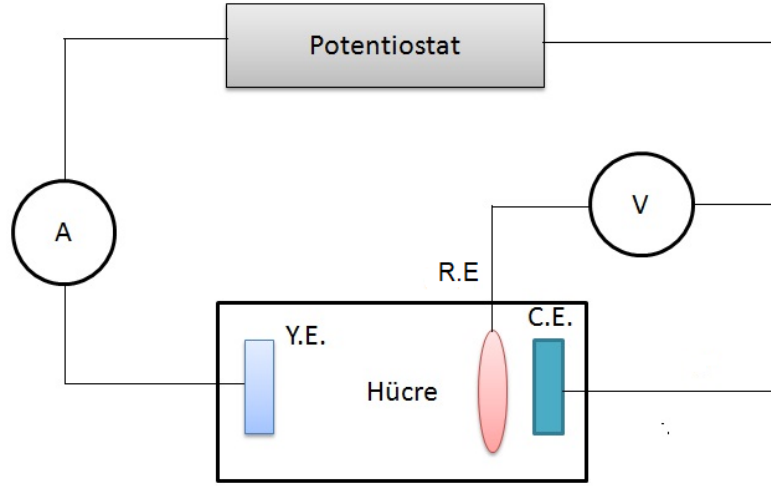 Potentiostat
A
V
R.E
Y.E.
C.E.
Hücre